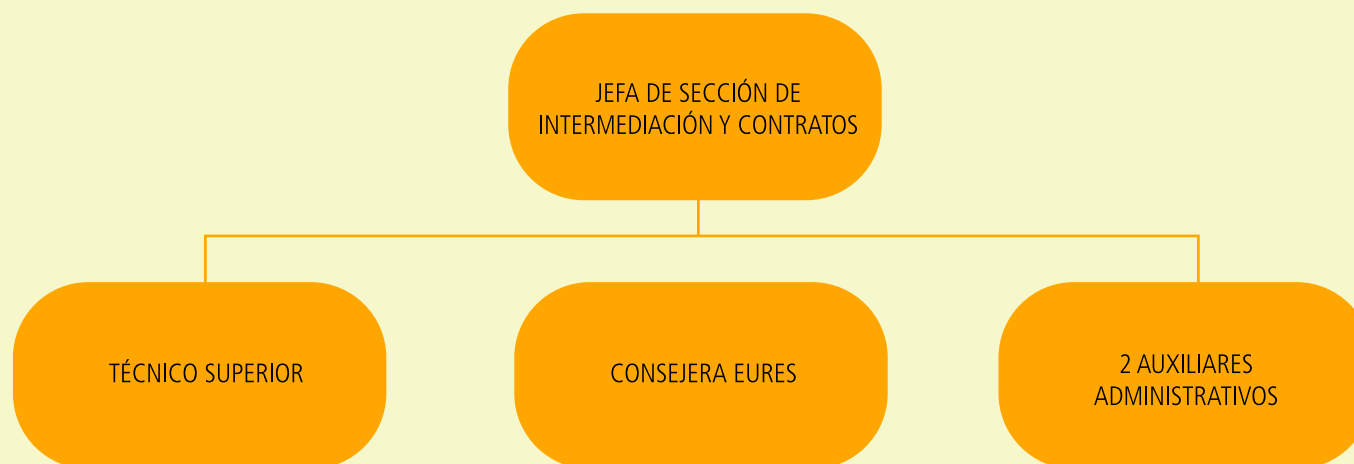 JEFA DE SECCIÓN DE
INTERMEDIACIÓN Y CONTRATOS
TÉCNICO SUPERIOR
CONSEJERA EURES
2 AUXILIARES
ADMINISTRATIVOS